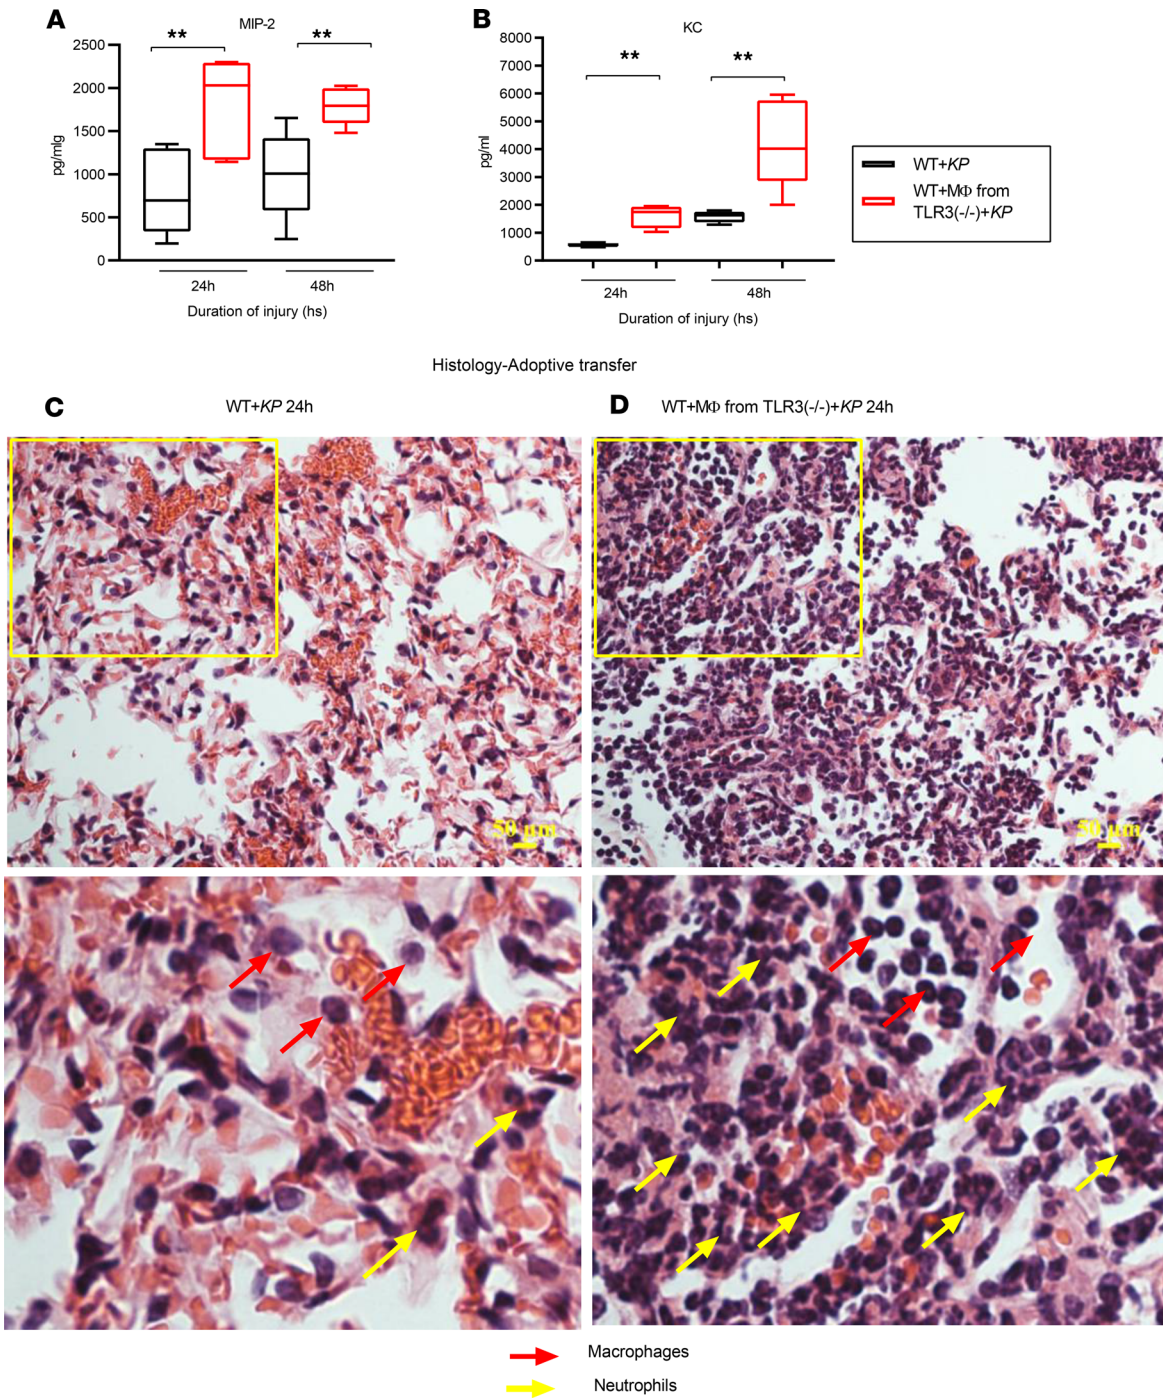 A
MIP-2
2500
2000
1500
1000
500
0
pg/mlg
**
**
24h
48h
Duration of injury (hs)
B
KC
8000
7000
6000
5000
4000
3000
2000
1000
0
pg/ml
**
**
24h
48h
Duration of injury (hs)
WT+KP
WT+MΦ from
TLR3(-/-)+KP
Histology-Adoptive transfer
C
WT+KP 24h
D
WT+MΦ from TLR3(-/-)+KP 24h
50 μm
50 μm
Macrophages
Neutrophils